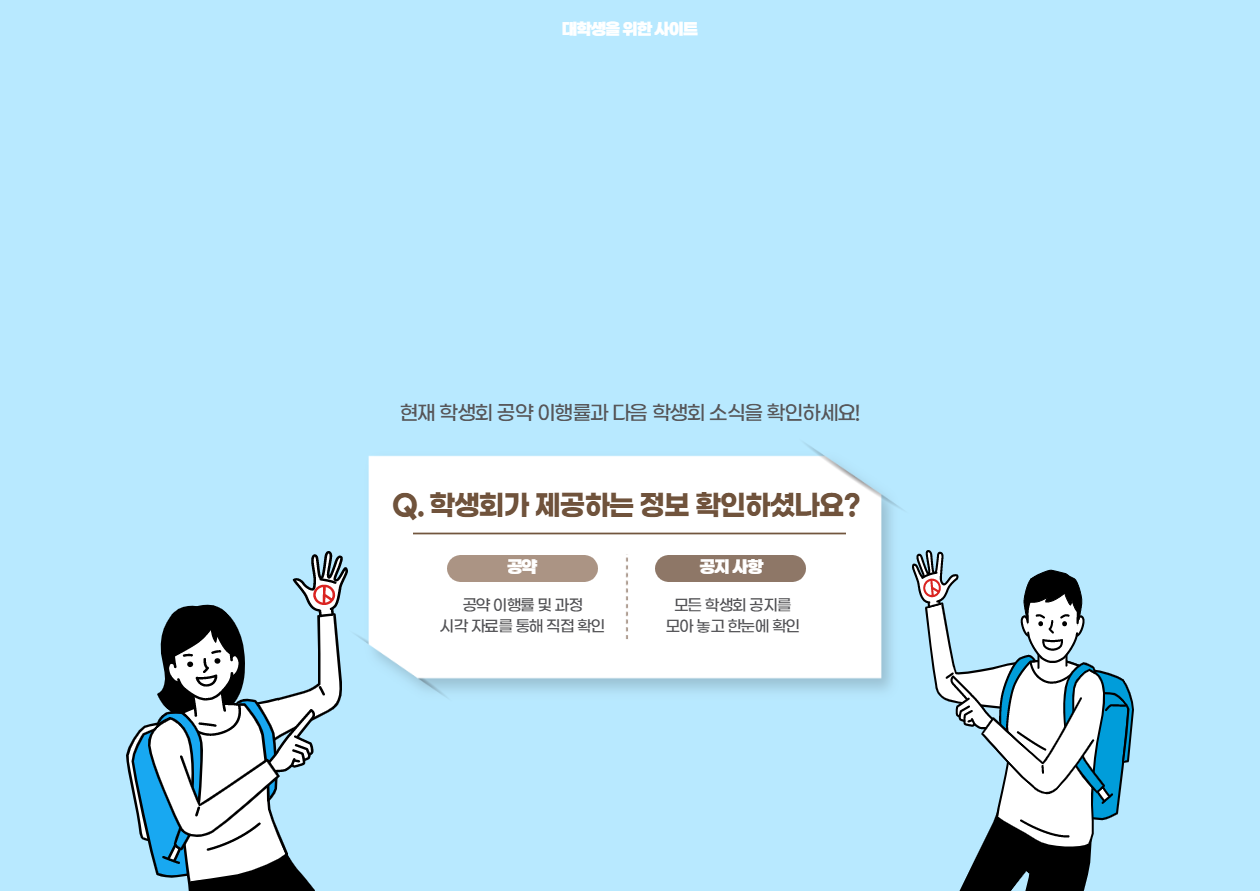 대학생을 위한 사이트
현재 학생회 공약 이행률과 다음 학생회 소식을 확인하세요!
Q. 학생회가 제공하는 정보 확인하셨나요?
공약
공약 이행률 및 과정
시각 자료를 통해 직접 확인
공지 사항
모든 학생회 공지를
모아 놓고 한눈에 확인